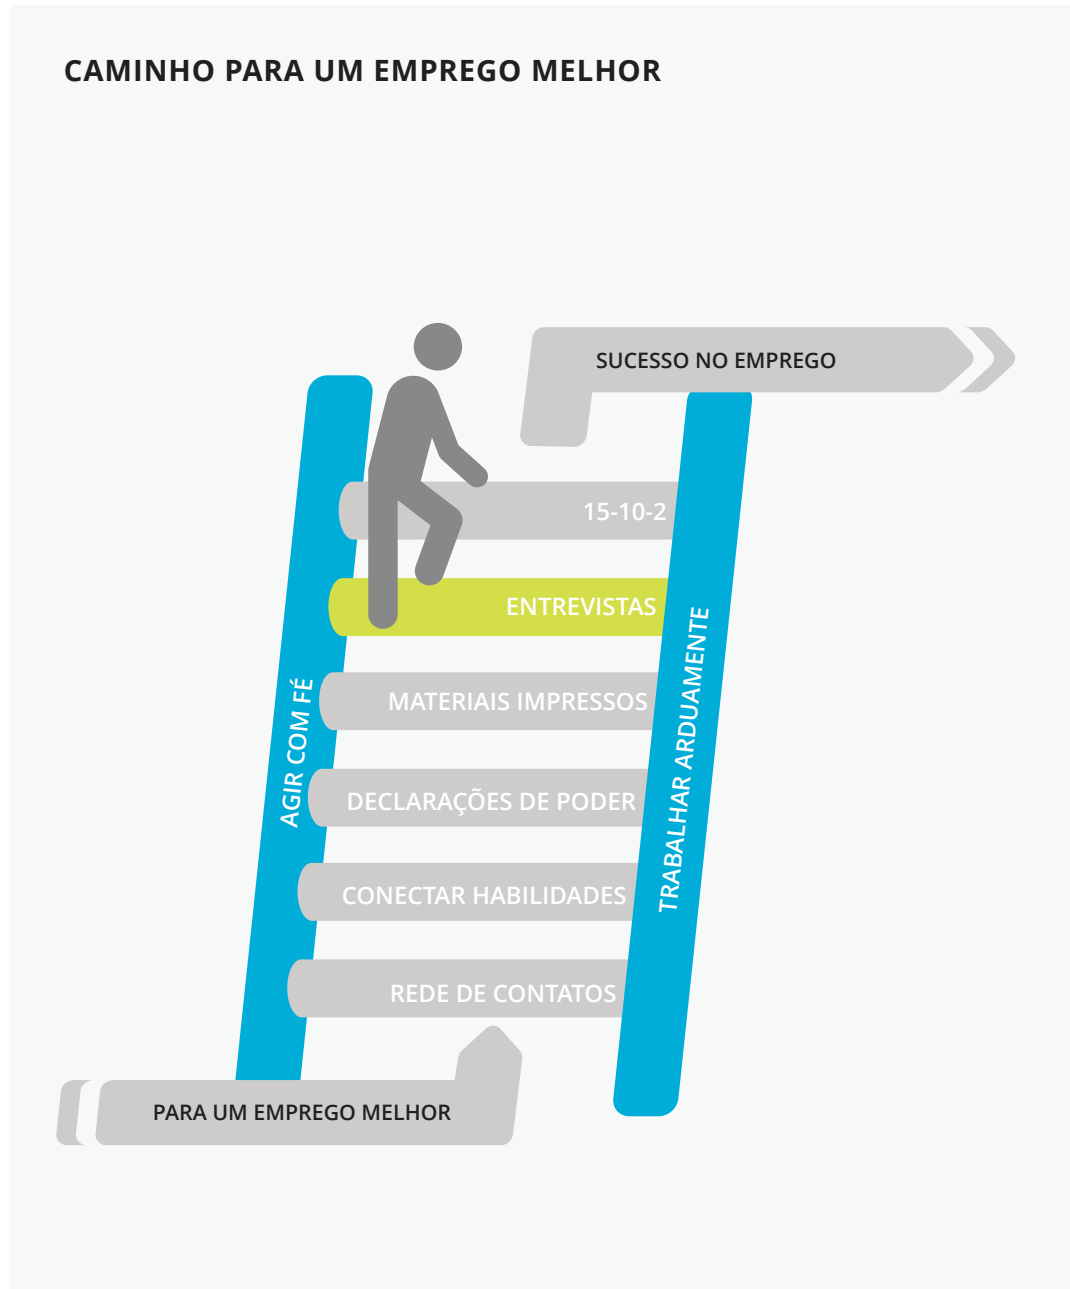 CAMINHO PARA UM EMPREGO MELHOR
SUCESSO NO EMPREGO
15-10-2
ENTREVISTAS
MATERIAIS IMPRESSOS
DECLARAÇÕES DE PODER
CONECTAR HABILIDADES
REDE DE CONTATOS
AGIR COM FÉ
TRABALHAR ARDUAMENTE
PARA UM EMPREGO MELHOR